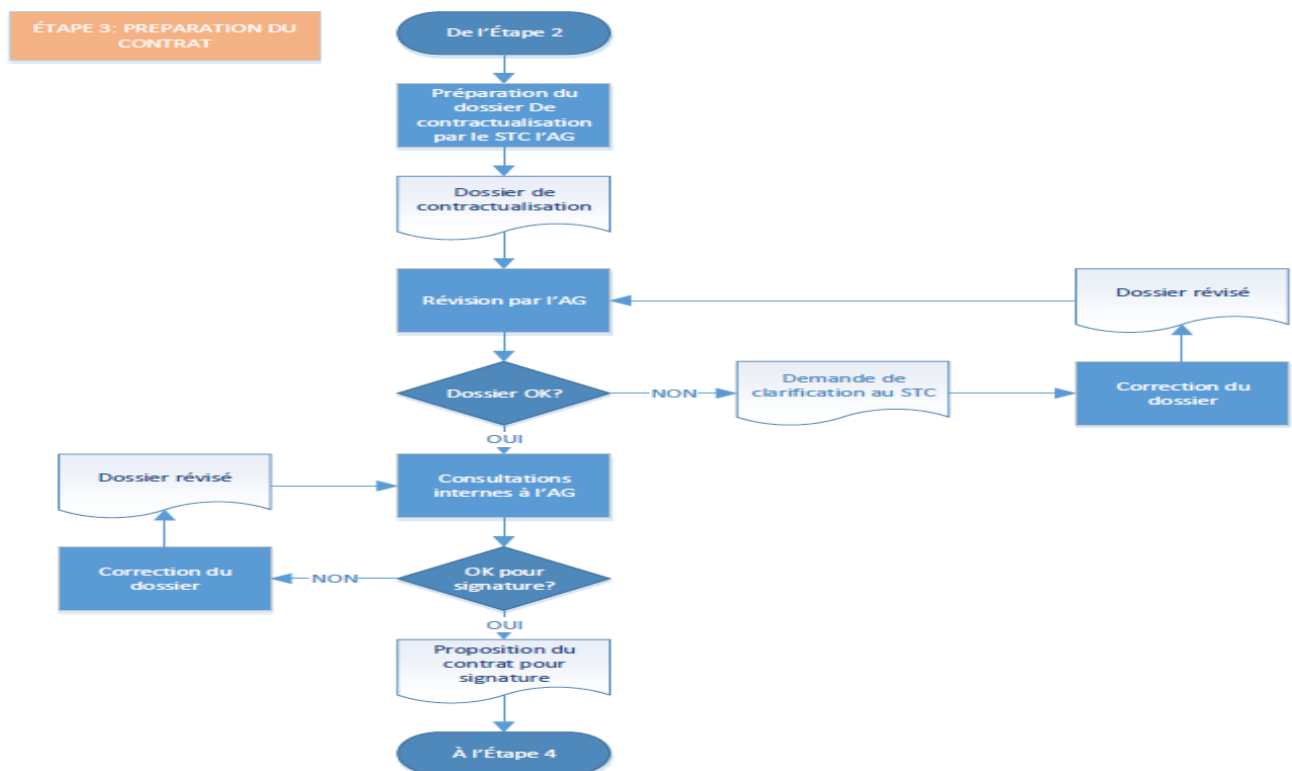 ÉTAPE 3: PREPARATION DU
CONTRAT
De l'Étape 2
Préparation du
dossier De
contractualisation
par le STC l'AG
Dossier de
contractualisation
Révision par l'AG
Dossier révisé
Dossier OK?
NON
Demande de
clarification au STC
Correction du
dossier
OUI
Dossier révisé
Consultations
internes à l'AG
Correction du
dossier
NON
OK pour
signature?
OUI
Proposition du
contrat pour
signature
À l'Étape 4